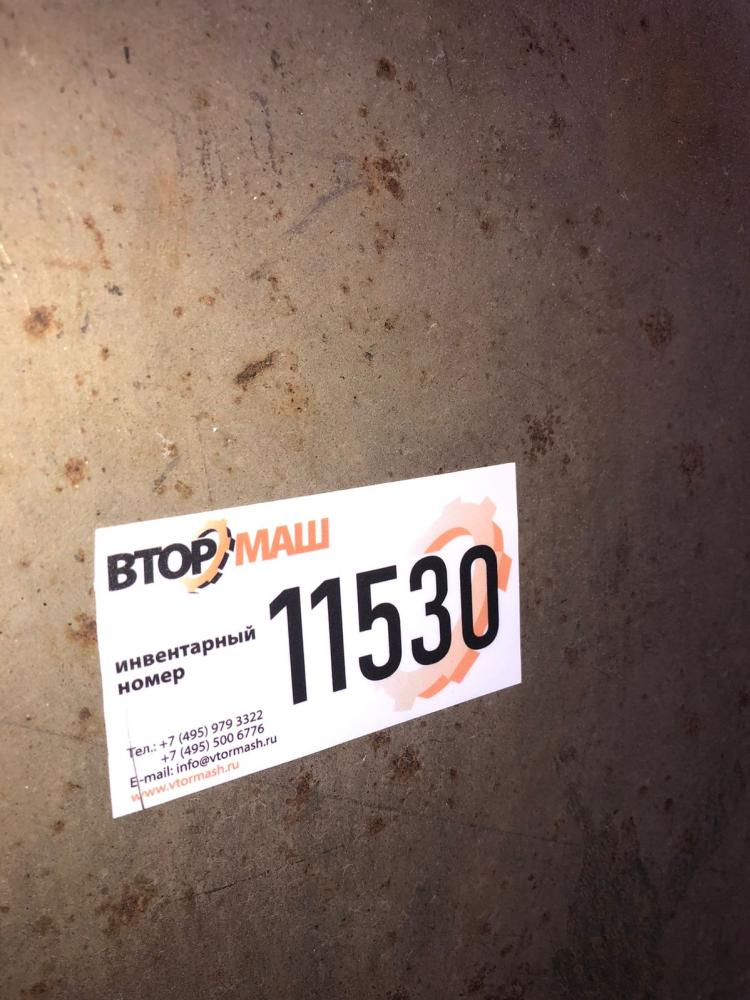 ВТОРМАШ
инвентарный
номер
11530
Тел.: +7 (495) 979 3322
+7 (495) 500 6776
E-mail: info@vtormash.ru
www.vtormash.ru